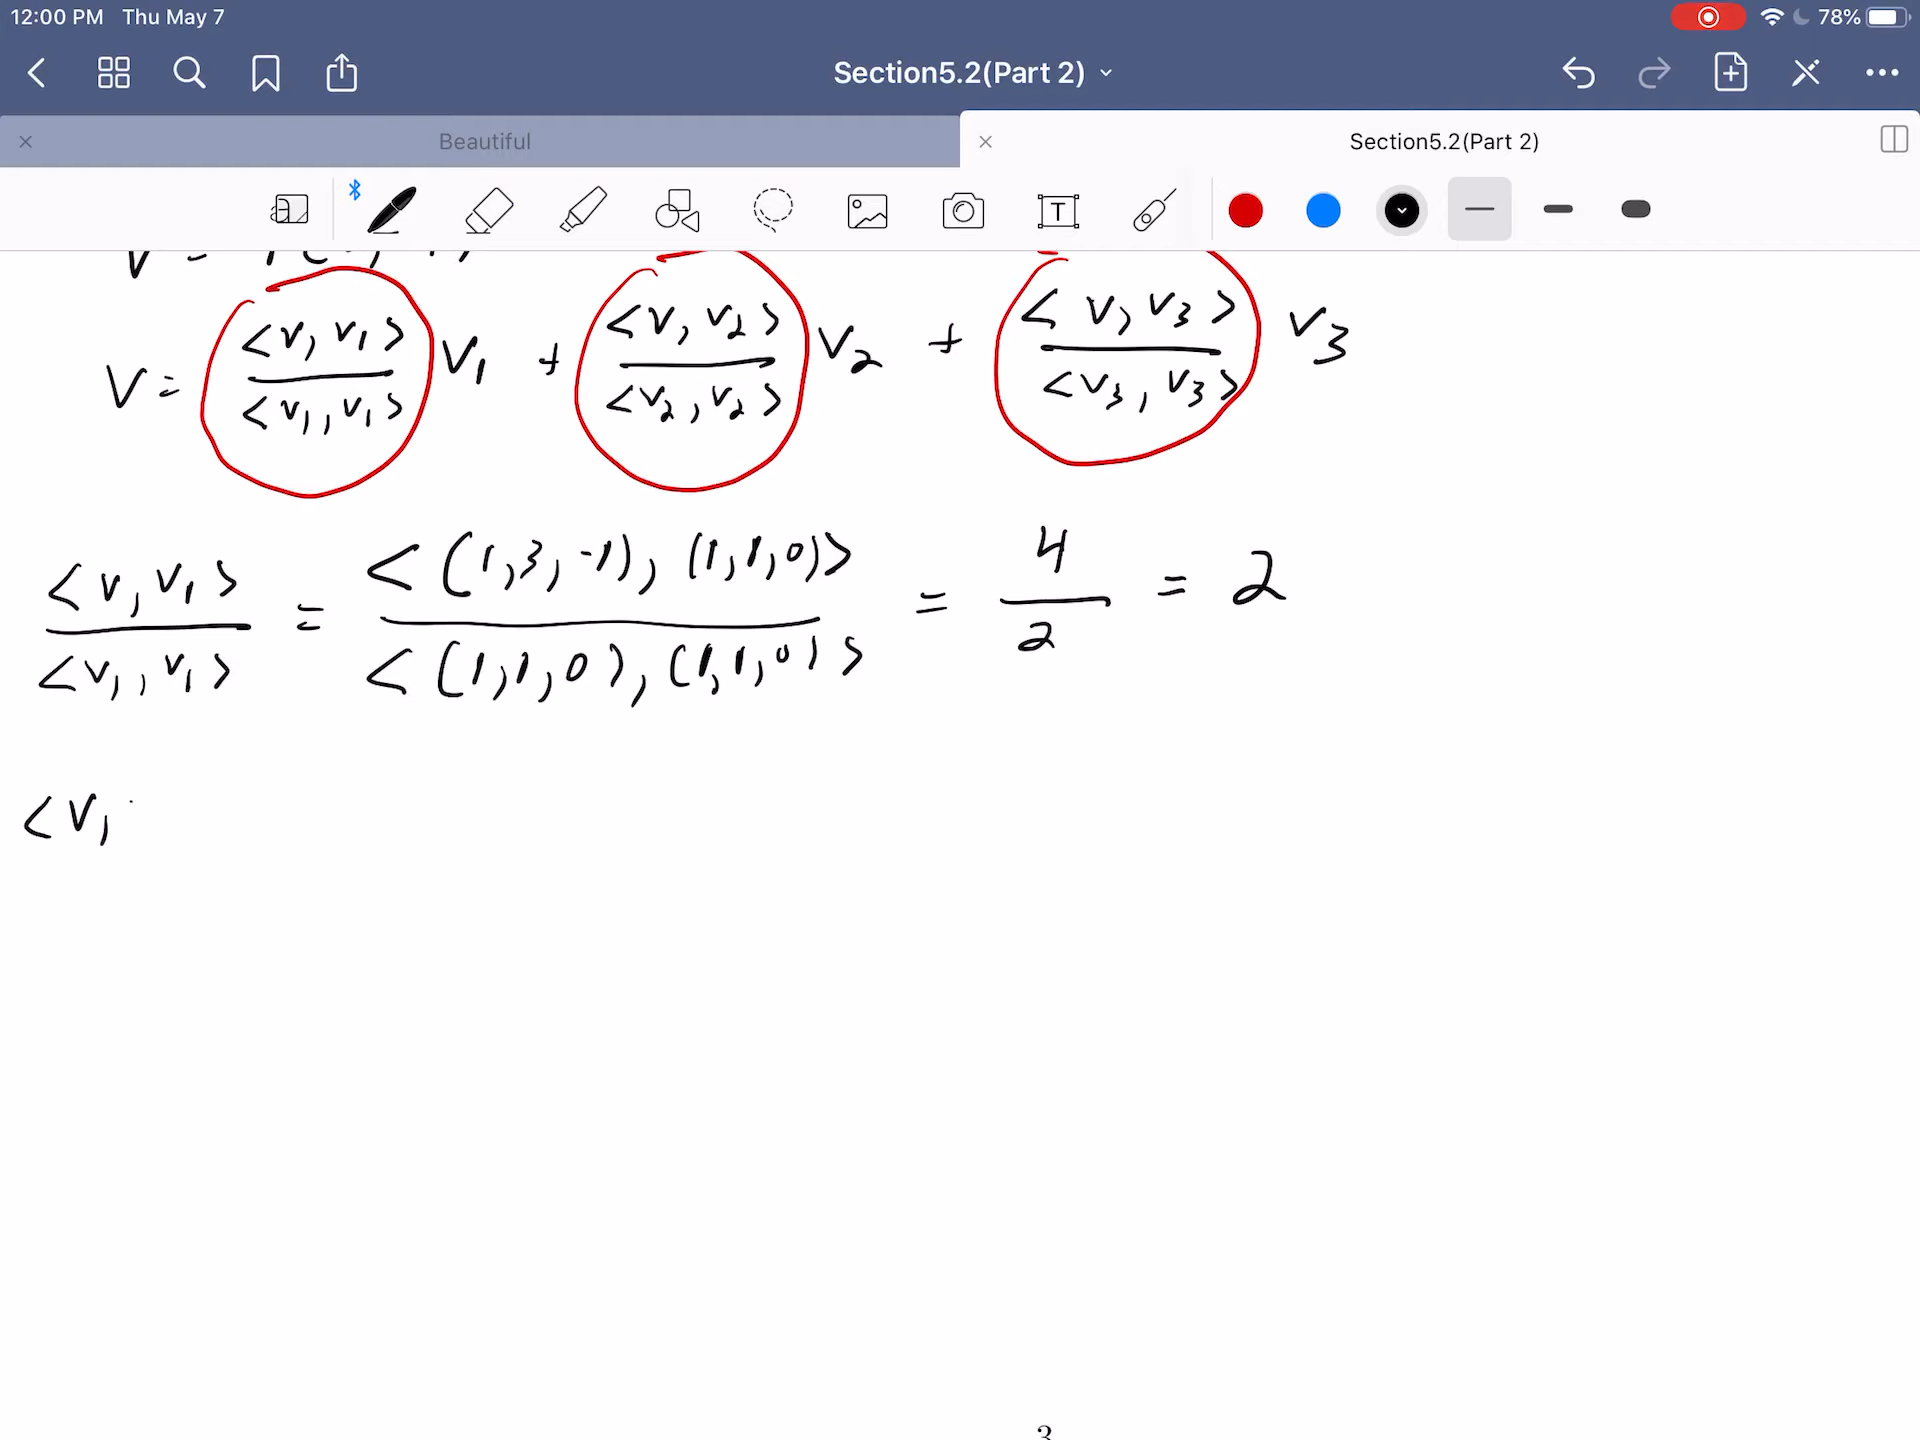 12:00 PM Thu May 7 78%
Section5.2(Part 2)
Beautiful Section5.2(Part 2)
a T
V = <v, v₁> / <v₁, v₁> v₁ + <v, v₂> / <v₂, v₂> v₂ + <v, v₃> / <v₃, v₃> v₃
<v, v₁> / <v₁, v₁> = <(1,3,-1), (1,1,0)> / <(1,1,0), (1,1,0)> = 4 / 2 = 2
<v,
3